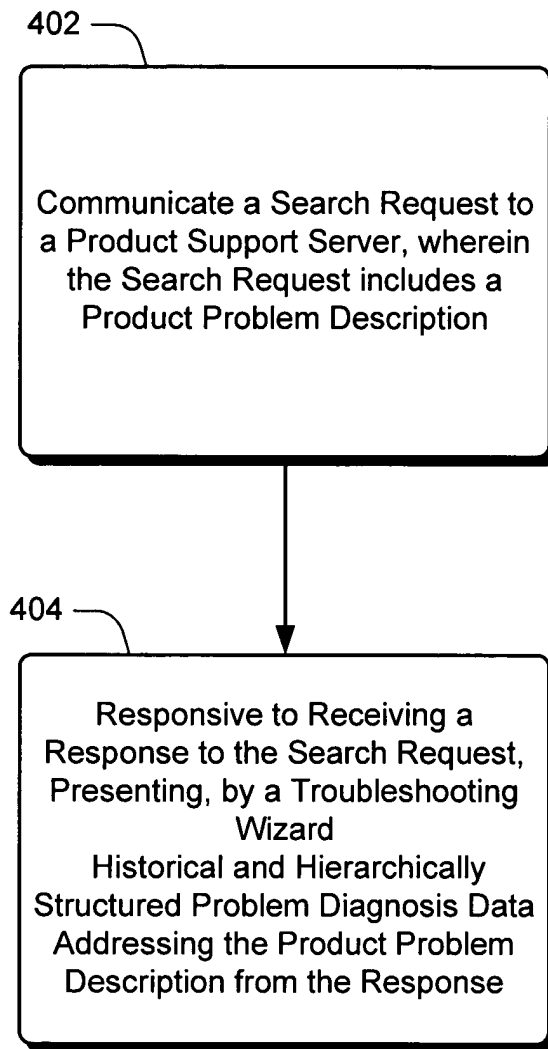 402
Communicate a Search Request to
a Product Support Server, wherein
the Search Request includes a
Product Problem Description
404
Responsive to Receiving a
Response to the Search Request,
Presenting, by a Troubleshooting
Wizard
Historical and Hierarchically
Structured Problem Diagnosis Data
Addressing the Product Problem
Description from the Response